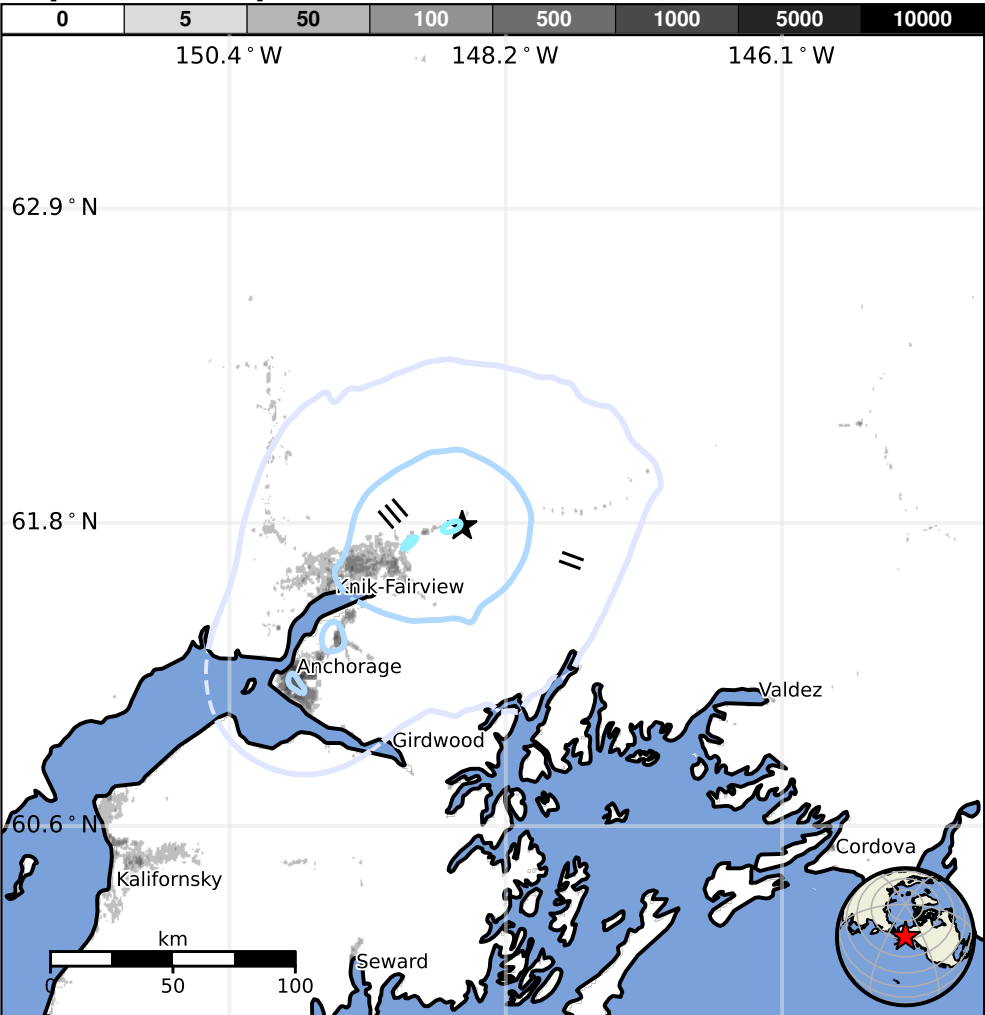 0 5 50 100 500 1000 5000 10000
150.4°W 148.2°W 146.1°W
62.9°N
61.8°N
III
II
Knik-Fairview
Anchorage
Valdez
Girdwood
60.6°N
Cordova
Kalifornsky
km
Seward
0 50 100